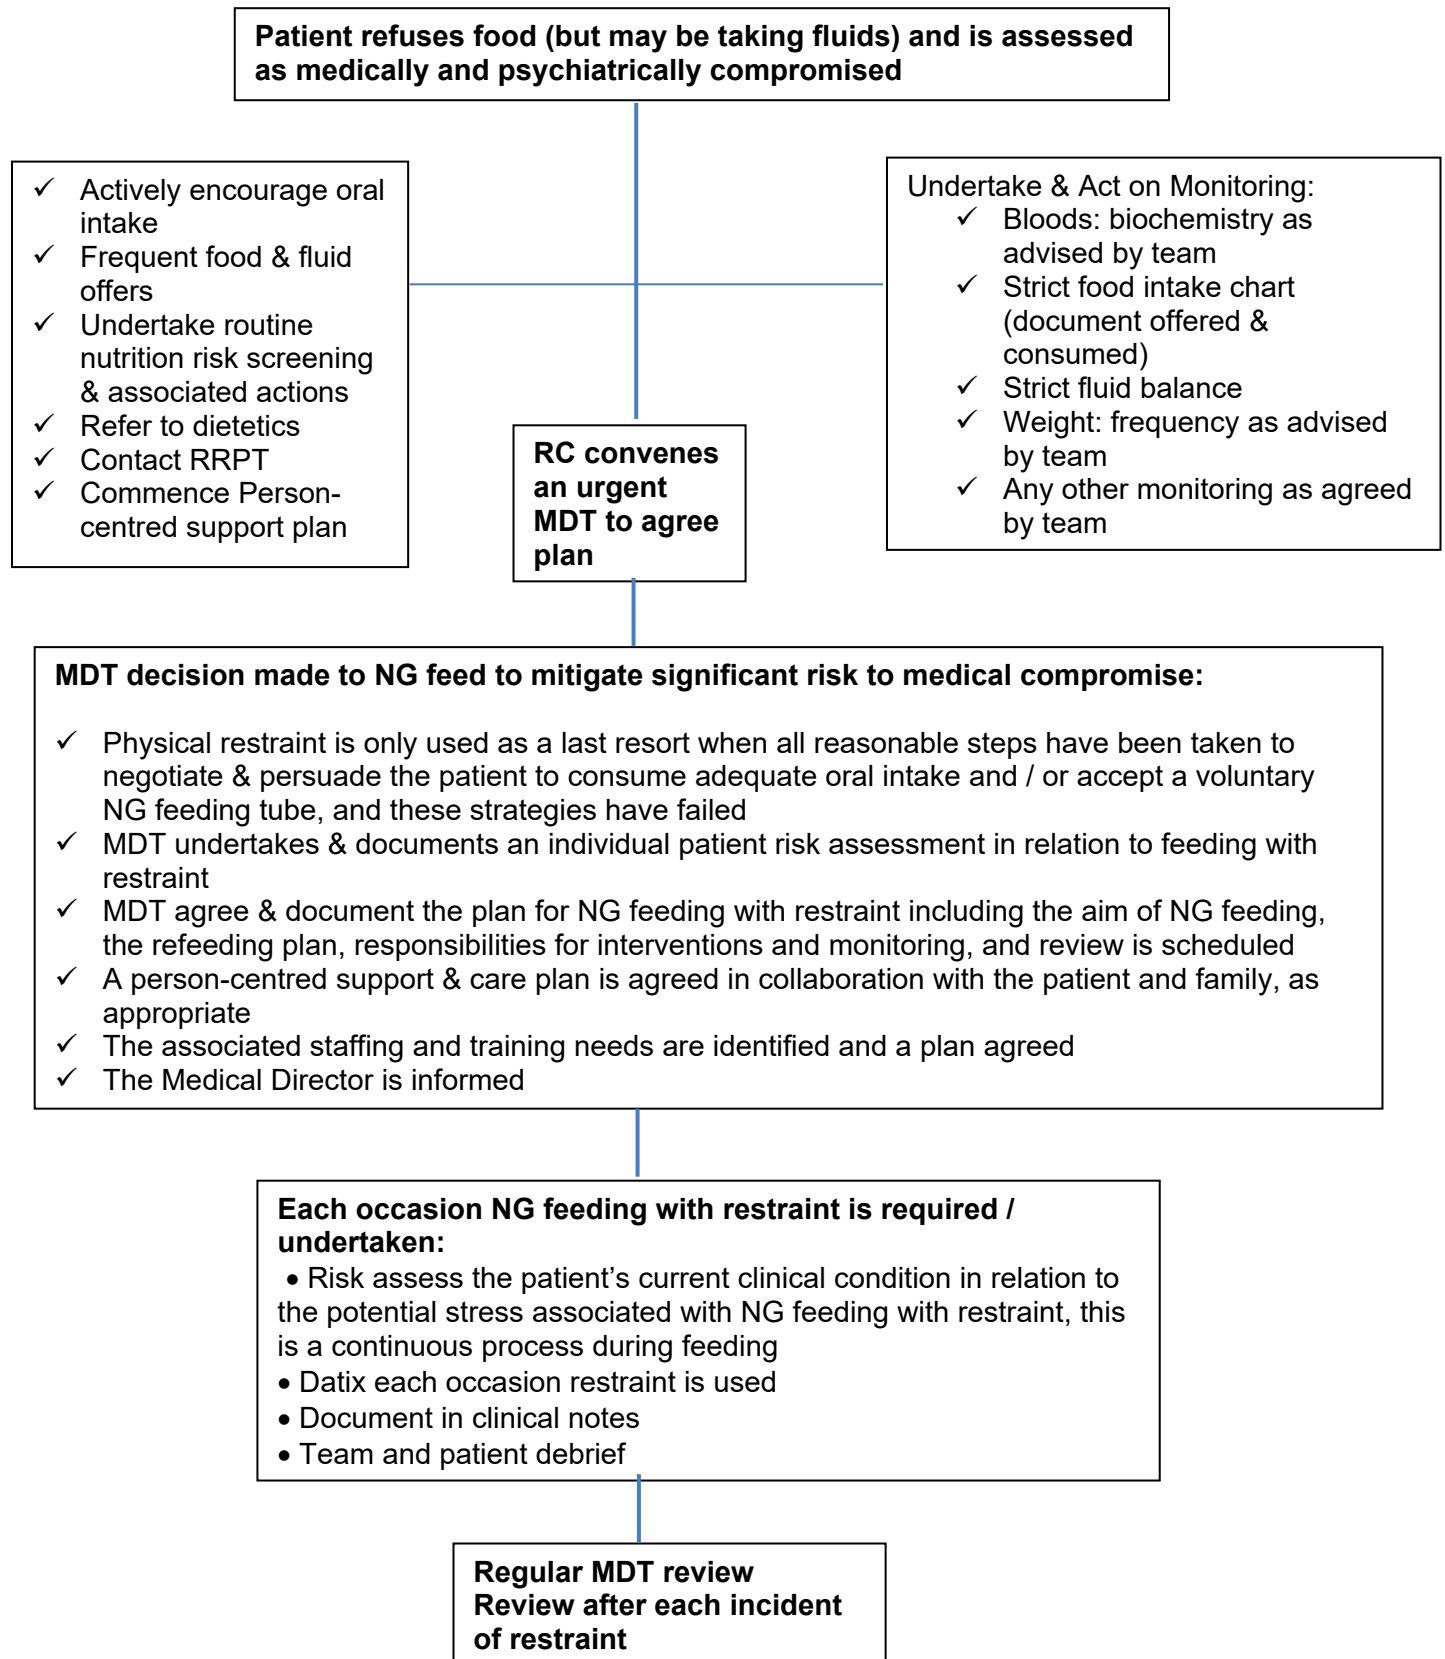 Patient refuses food (but may be taking fluids) and is assessed
as medically and psychiatrically compromised
✓ Actively encourage oral
intake
✓ Frequent food & fluid
offers
✓ Undertake routine
nutrition risk screening
& associated actions
✓ Refer to dietetics
✓ Contact RRPT
✓ Commence Person-
centred support plan
Undertake & Act on Monitoring:
✓ Bloods: biochemistry as
advised by team
✓ Strict food intake chart
(document offered &
consumed)
✓ Strict fluid balance
✓ Weight: frequency as advised
by team
✓ Any other monitoring as agreed
by team
RC convenes
an urgent
MDT to agree
plan
MDT decision made to NG feed to mitigate significant risk to medical compromise:
✓ Physical restraint is only used as a last resort when all reasonable steps have been taken to
negotiate & persuade the patient to consume adequate oral intake and / or accept a voluntary
NG feeding tube, and these strategies have failed
✓ MDT undertakes & documents an individual patient risk assessment in relation to feeding with
restraint
✓ MDT agree & document the plan for NG feeding with restraint including the aim of NG feeding,
the refeeding plan, responsibilities for interventions and monitoring, and review is scheduled
✓ A person-centred support & care plan is agreed in collaboration with the patient and family, as
appropriate
✓ The associated staffing and training needs are identified and a plan agreed
✓ The Medical Director is informed
Each occasion NG feeding with restraint is required /
undertaken:
• Risk assess the patient’s current clinical condition in relation to
the potential stress associated with NG feeding with restraint, this
is a continuous process during feeding
• Datix each occasion restraint is used
• Document in clinical notes
• Team and patient debrief
Regular MDT review
Review after each incident
of restraint